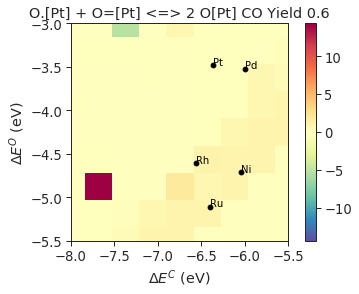 O.[Pt] + O=[Pt] <=> 2 O[Pt] CO Yield 0.6
−3.0
−3.5
−4.0
−4.5
−5.0
−5.5
ΔE^O (eV)
Pt
Pd
Rh
Ni
Ru
−8.0 −7.5 −7.0 −6.5 −6.0 −5.5
ΔE^C (eV)
10
5
0
−5
−10